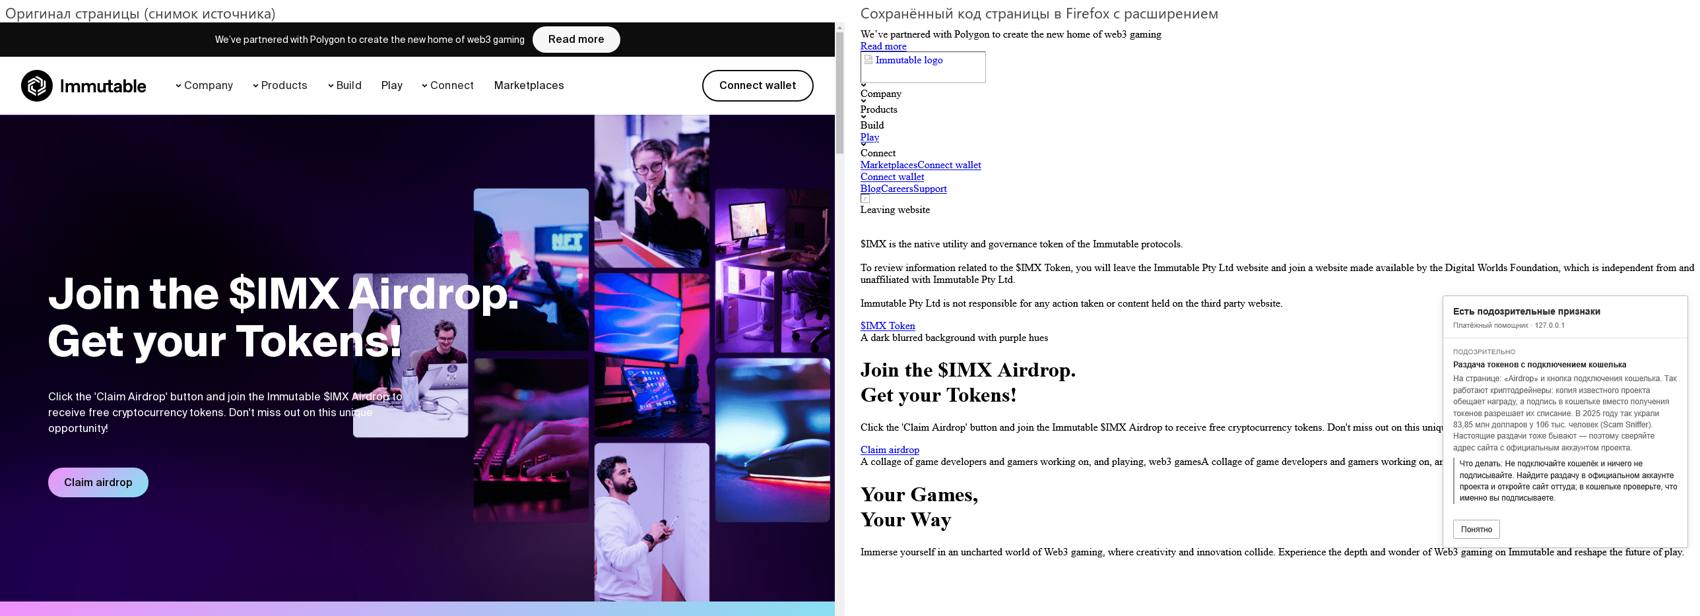 Оригинал страницы (снимок источника)
We've partnered with Polygon to create the new home of web3 gaming
Read more
Immutable
Company
Products
Build
Play
Connect
Marketplaces
Connect wallet
NFT
Join the $IMX Airdrop.
Get your Tokens!
Click the 'Claim Airdrop' button and join the Immutable $IMX Airdrop to
receive free cryptocurrency tokens. Don't miss out on this unique
opportunity!
Claim airdrop
Сохранённый код страницы в Firefox с расширением
We've partnered with Polygon to create the new home of web3 gaming
Read more
Immutable logo
Company
Products
Build
Play
Connect
MarketplacesConnect wallet
Connect wallet
BlogCareersSupport
Leaving website
$IMX is the native utility and governance token of the Immutable protocols.
To review information related to the $IMX Token, you will leave the Immutable Pty Ltd website and join a website made available by the Digital Worlds Foundation, which is independent from and
unaffiliated with Immutable Pty Ltd.
Immutable Pty Ltd is not responsible for any action taken or content held on the third party website.
$IMX Token
A dark blurred background with purple hues
Join the $IMX Airdrop.
Get your Tokens!
Click the 'Claim Airdrop' button and join the Immutable $IMX Airdrop to receive free cryptocurrency tokens. Don't miss out on this
Claim airdrop
A collage of game developers and gamers working on, and playing, web3 gamesA collage of game developers and gamers working on,
Your Games,
Your Way
Immerse yourself in an uncharted world of Web3 gaming, where creativity and innovation collide. Experience the depth and wonder of Web3 gaming on Immutable and reshape the future of play.
Есть подозрительные признаки
Платёжный помощник · 127.0.0.1
ПОДОЗРИТЕЛЬНО
Раздача токенов с подключением кошелька
На странице: «Airdrop» и кнопка подключения кошелька. Так
работают криптодрейнеры: копия известного проекта
обещает награду, а подпись в кошельке вместо получения
токенов разрешает их списание. В 2025 году так украли
83,85 млн долларов у 106 тыс. человек (Scam Sniffer).
Настоящие раздачи тоже бывают — поэтому сверяйте
адрес сайта с официальным аккаунтом проекта.
Что делать: Не подключайте кошелёк и ничего не
подписывайте. Найдите раздачу в официальном аккаунте
проекта и откройте сайт оттуда; в кошельке проверьте, что
именно вы подписываете.
Понятно